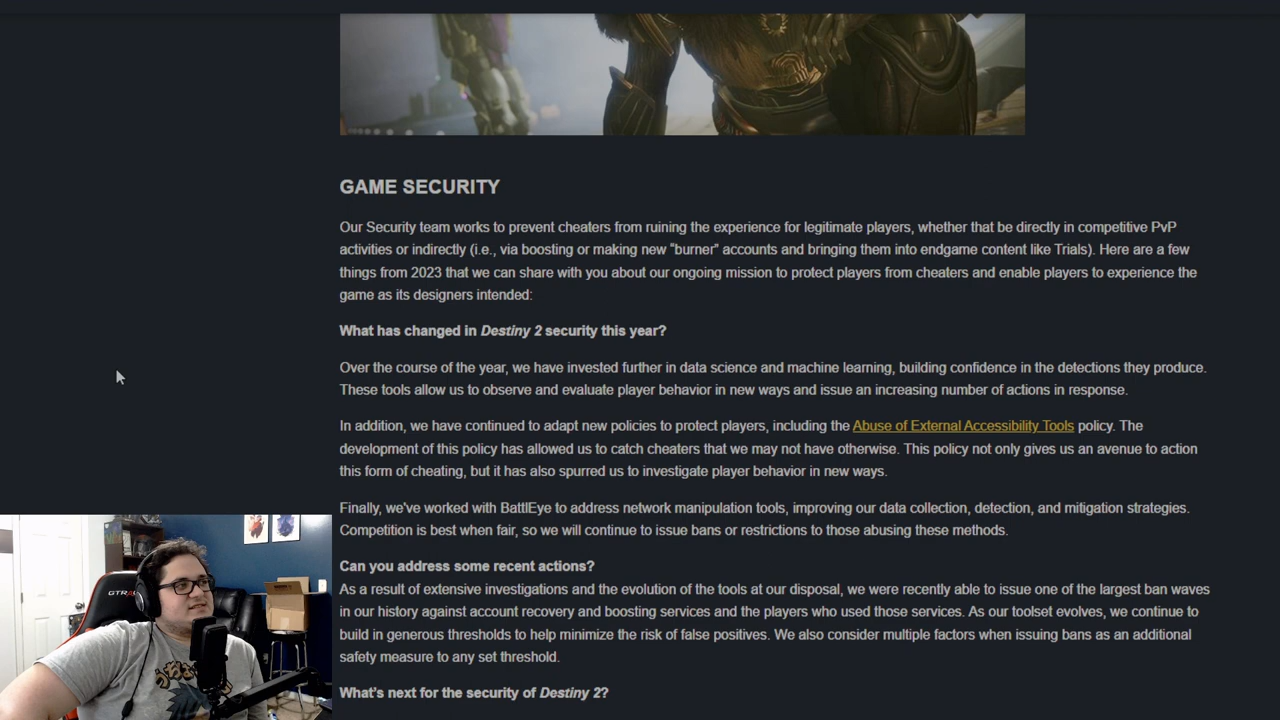 GAME SECURITY
Our Security team works to prevent cheaters from ruining the experience for legitimate players, whether that be directly in competitive PvP
activities or indirectly (i.e., via boosting or making new “burner” accounts and bringing them into endgame content like Trials). Here are a few
things from 2023 that we can share with you about our ongoing mission to protect players from cheaters and enable players to experience the
game as its designers intended:
What has changed in Destiny 2 security this year?
Over the course of the year, we have invested further in data science and machine learning, building confidence in the detections they produce.
These tools allow us to observe and evaluate player behavior in new ways and issue an increasing number of actions in response.
In addition, we have continued to adapt new policies to protect players, including the Abuse of External Accessibility Tools policy. The
development of this policy has allowed us to catch cheaters that we may not have otherwise. This policy not only gives us an avenue to action
this form of cheating, but it has also spurred us to investigate player behavior in new ways.
Finally, we've worked with BattlEye to address network manipulation tools, improving our data collection, detection, and mitigation strategies.
Competition is best when fair, so we will continue to issue bans or restrictions to those abusing these methods.
Can you address some recent actions?
As a result of extensive investigations and the evolution of the tools at our disposal, we were recently able to issue one of the largest ban waves
in our history against account recovery and boosting services and the players who used those services. As our toolset evolves, we continue to
build in generous thresholds to help minimize the risk of false positives. We also consider multiple factors when issuing bans as an additional
safety measure to any set threshold.
What's next for the security of Destiny 2?